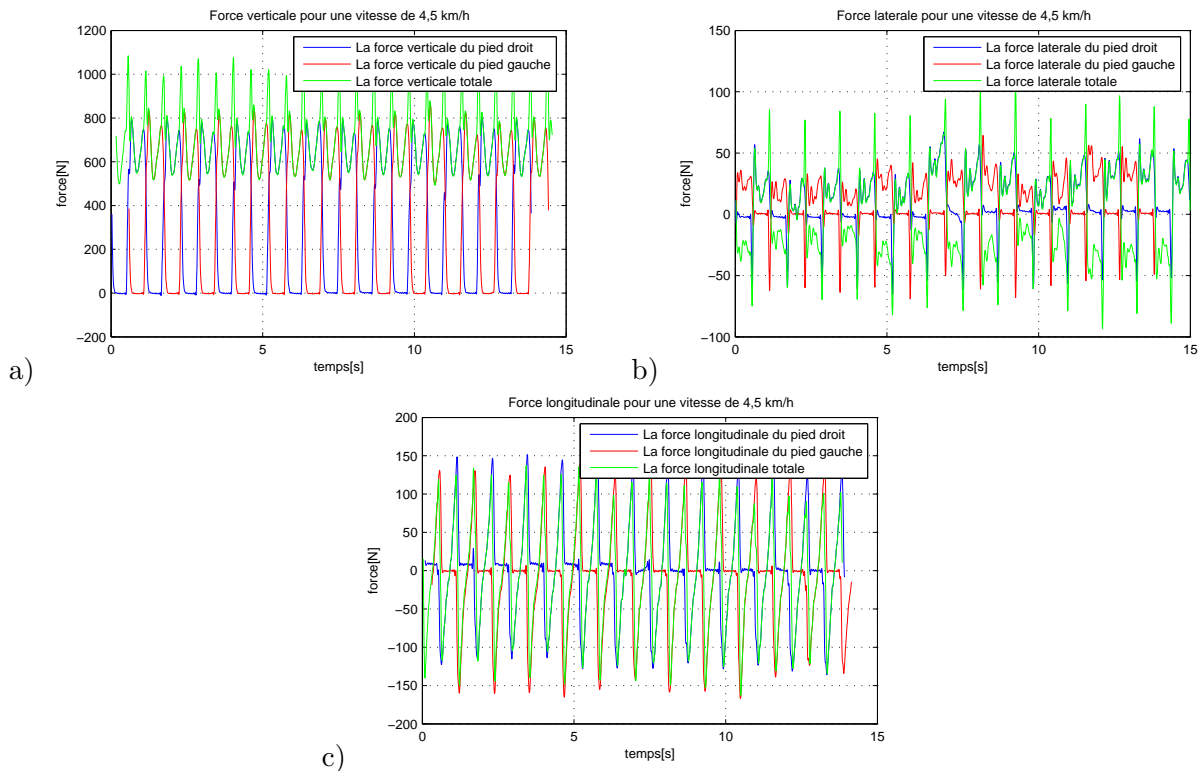 Force verticale pour une vitesse de 4,5 km/h
1200
1000
800
600
400
200
0
−200
force[N]
La force verticale du pied droit
La force verticale du pied gauche
La force verticale totale
0
5
10
15
temps[s]
a)
Force laterale pour une vitesse de 4,5 km/h
150
100
50
0
−50
−100
force[N]
La force laterale du pied droit
La force laterale du pied gauche
La force laterale totale
0
5
10
15
temps[s]
b)
Force longitudinale pour une vitesse de 4,5 km/h
200
150
100
50
0
−50
−100
−150
−200
force[N]
La force longitudinale du pied droit
La force longitudinale du pied gauche
La force longitudinale totale
0
5
10
15
temps[s]
c)